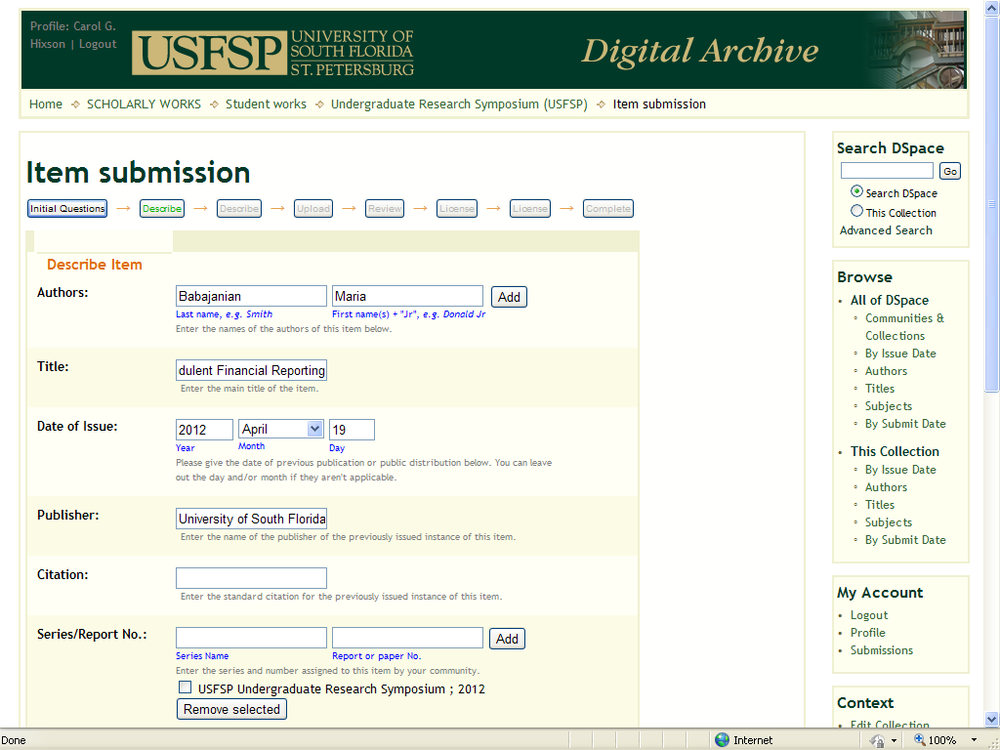 Profile: Carol G.
Hixson | Logout
USFSP UNIVERSITY OF
SOUTH FLORIDA
ST. PETERSBURG
Digital Archive
Home SCHOLARLY WORKS Student works Undergraduate Research Symposium (USFSP) Item submission
Item submission
Initial Questions → Describe → Describe → Upload → Review → License → License → Complete
Describe Item
Authors: Babajanian Maria Add
Last name, e.g. Smith First name(s) + "Jr", e.g. Donald Jr
Enter the names of the authors of this item below.
Title: dulent Financial Reporting
Enter the main title of the item.
Date of Issue: 2012 April 19
Year Month Day
Please give the date of previous publication or public distribution below. You can leave
out the day and/or month if they aren't applicable.
Publisher: University of South Florida
Enter the name of the publisher of the previously issued instance of this item.
Citation:
Enter the standard citation for the previously issued instance of this item.
Series/Report No.: Add
Series Name Report or paper No.
Enter the series and number assigned to this item by your community.
USFSP Undergraduate Research Symposium ; 2012
Remove selected
Search DSpace
Go
Search DSpace
This Collection
Advanced Search
Browse
• All of DSpace
Communities &
Collections
By Issue Date
Authors
Titles
Subjects
By Submit Date
• This Collection
By Issue Date
Authors
Titles
Subjects
By Submit Date
My Account
• Logout
• Profile
• Submissions
Context
• Edit Collection
Done Internet 100%